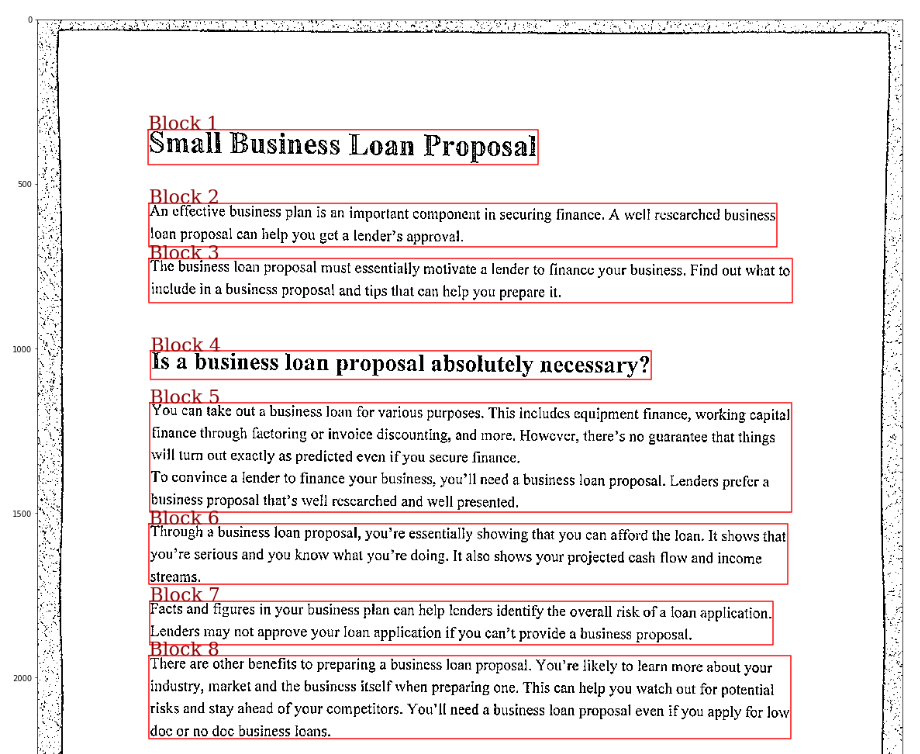 0
500
1000
1500
2000
Block 1
Small Business Loan Proposal
Block 2
An effective business plan is an important component in securing finance. A well researched business
loan proposal can help you get a lender's approval.
Block 3
The business loan proposal must essentially motivate a lender to finance your business. Find out what to
include in a business proposal and tips that can help you prepare it.
Block 4
Is a business loan proposal absolutely necessary?
Block 5
You can take out a business loan for various purposes. This includes equipment finance, working capital
finance through factoring or invoice discounting, and more. However, there's no guarantee that things
will turn out exactly as predicted even if you secure finance.
To convince a lender to finance your business, you'll need a business loan proposal. Lenders prefer a
business proposal that's well researched and well presented.
Block 6
Through a business loan proposal, you're essentially showing that you can afford the loan. It shows that
you're serious and you know what you're doing. It also shows your projected cash flow and income
streams.
Block 7
Facts and figures in your business plan can help lenders identify the overall risk of a loan application.
Lenders may not approve your loan application if you can't provide a business proposal.
Block 8
There are other benefits to preparing a business loan proposal. You're likely to learn more about your
industry, market and the business itself when preparing one. This can help you watch out for potential
risks and stay ahead of your competitors. You'll need a business loan proposal even if you apply for low
doc or no doc business loans.